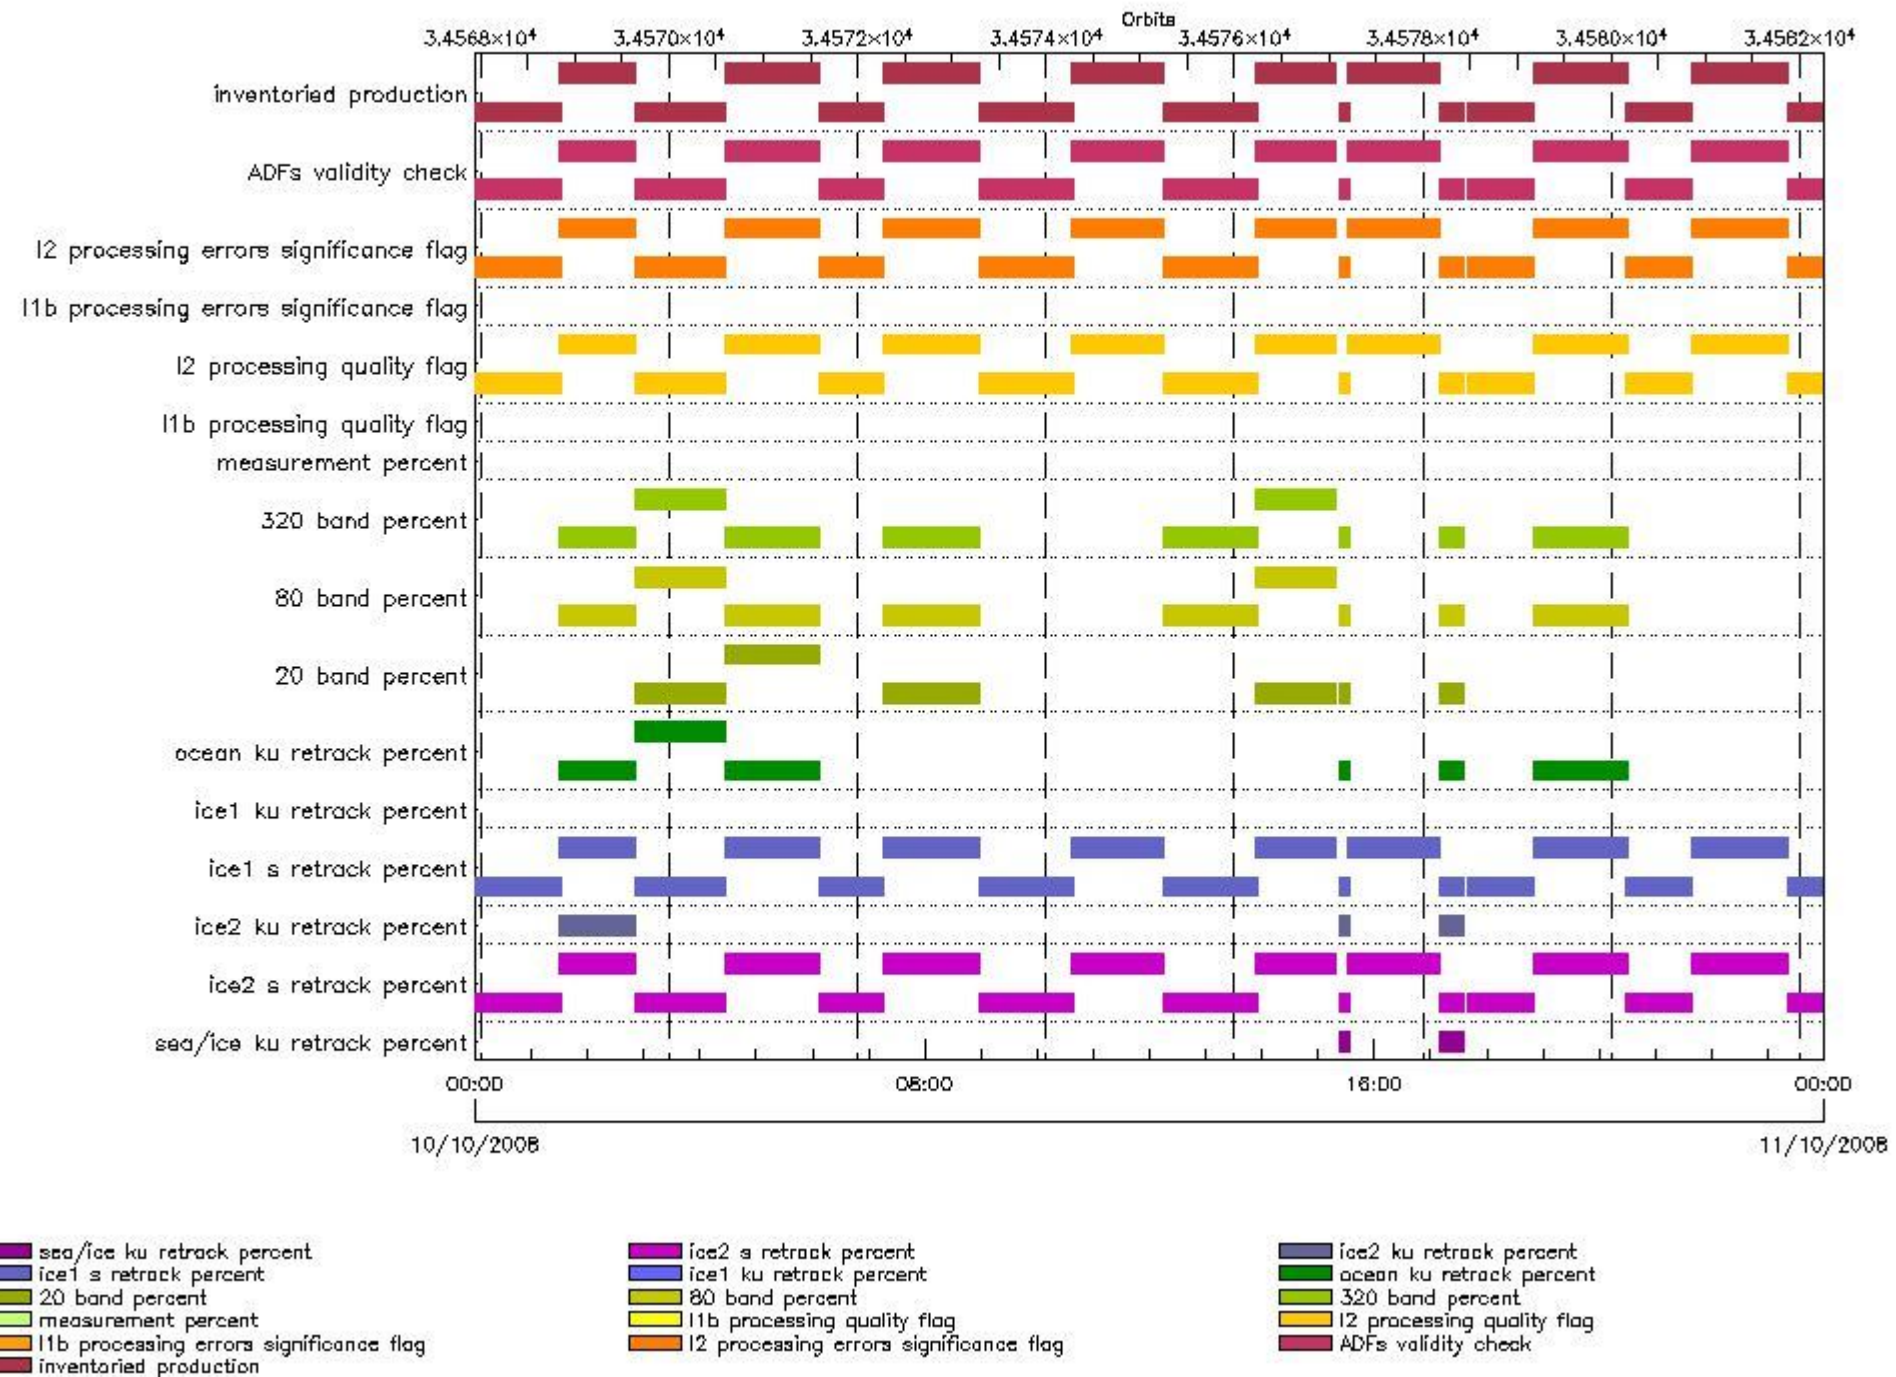 Orbits
3.4568×10⁴ 3.4570×10⁴ 3.4572×10⁴ 3.4574×10⁴ 3.4576×10⁴ 3.4578×10⁴ 3.4580×10⁴ 3.4582×10⁴
inventoried production
ADFs validity check
l2 processing errors significance flag
l1b processing errors significance flag
l2 processing quality flag
l1b processing quality flag
measurement percent
320 band percent
80 band percent
20 band percent
ocean ku retrack percent
ice1 ku retrack percent
ice1 s retrack percent
ice2 ku retrack percent
ice2 s retrack percent
sea/ice ku retrack percent
00:00 08:00 16:00 00:00
10/10/2008 11/10/2008
sea/ice ku retrack percent ice2 s retrack percent ice2 ku retrack percent
ice1 s retrack percent ice1 ku retrack percent ocean ku retrack percent
20 band percent 80 band percent 320 band percent
measurement percent l1b processing quality flag l2 processing quality flag
l1b processing errors significance flag l2 processing errors significance flag ADFs validity check
inventoried production